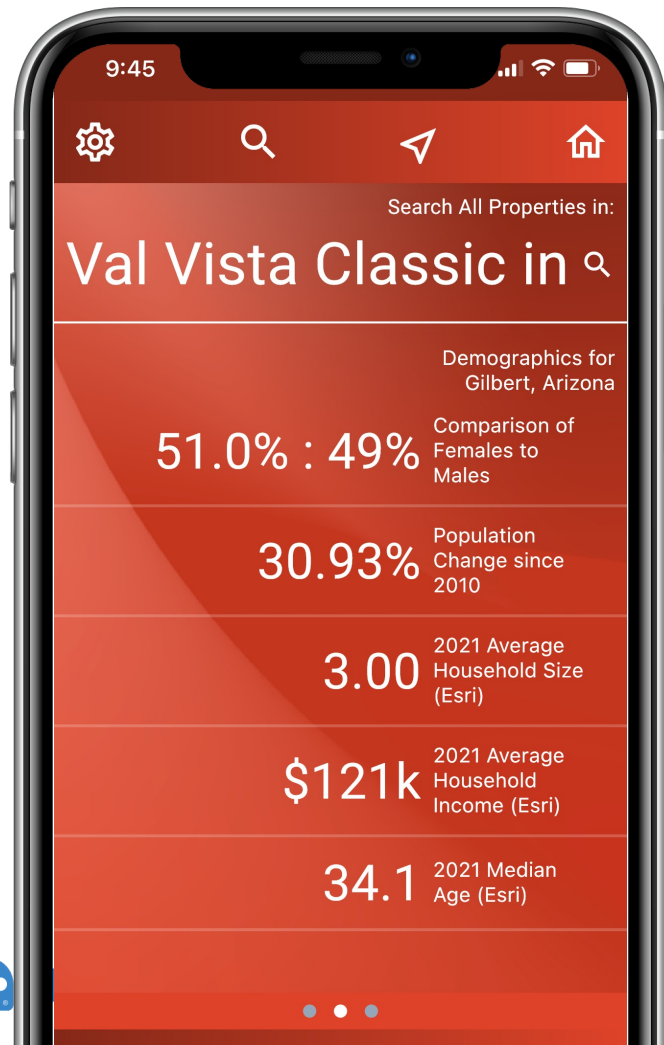 9:45
Search All Properties in:
Val Vista Classic in
Demographics for
Gilbert, Arizona
51.0% : 49%
Comparison of
Females to
Males
30.93%
Population
Change since
2010
3.00
2021 Average
Household Size
(Esri)
$121k
2021 Average
Household
Income (Esri)
34.1
2021 Median
Age (Esri)
®